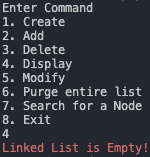 Enter Command
1. Create
2. Add
3. Delete
4. Display
5. Modify
6. Purge entire list
7. Search for a Node
8. Exit
4
Linked List is Empty!